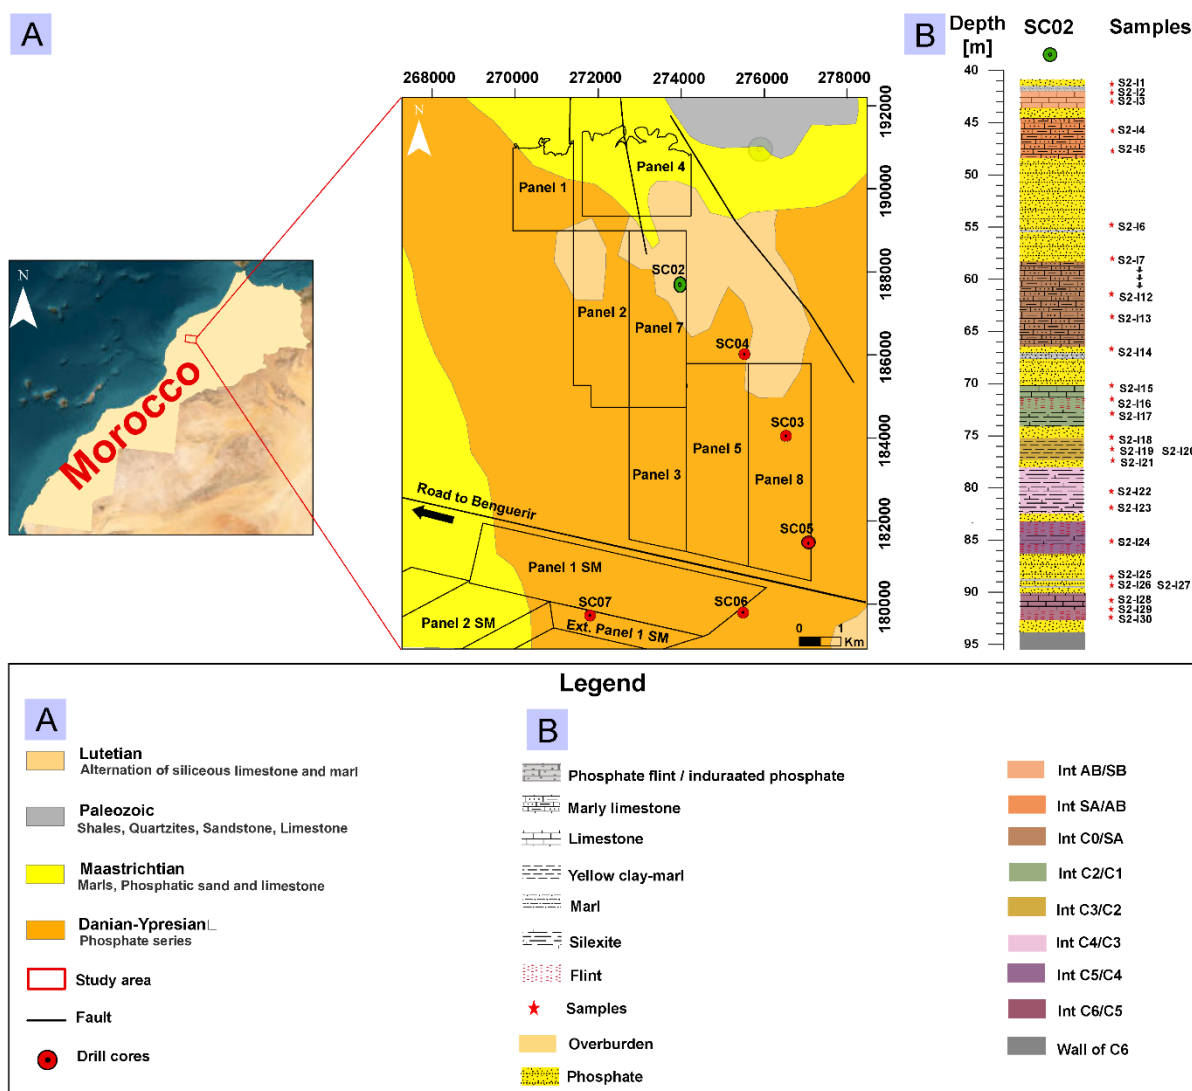 A
268000 270000 272000 274000 276000 278000
B
Depth
[m]
SC02
Samples
N
Morocco
N
192000
190000
188000
186000
184000
182000
180000
Panel 1
Panel 4
SC02
Panel 2
Panel 7
SC04
SC03
Panel 5
Panel 3
Panel 8
Road to Benguerir
SC05
Panel 1 SM
SC07
SC06
Panel 2 SM
Ext. Panel 1 SM
0 1
Km
40
45
50
55
60
65
70
75
80
85
90
95
S2-I1
S2-I2
S2-I3
S2-I4
S2-I5
S2-I6
S2-I7
S2-I12
S2-I13
S2-I14
S2-I15
S2-I16
S2-I17
S2-I18
S2-I19 S2-I20
S2-I21
S2-I22
S2-I23
S2-I24
S2-I25
S2-I26 S2-I27
S2-I28
S2-I29
S2-I30
Legend
A
Lutetian
Alternation of siliceous limestone and marl
Paleozoic
Shales, Quartzites, Sandstone, Limestone
Maastrichtian
Marls, Phosphatic sand and limestone
Danian-Ypresian
Phosphate series
Study area
Fault
Drill cores
B
Phosphate flint / induraated phosphate
Marly limestone
Limestone
Yellow clay-marl
Marl
Silexite
Flint
Samples
Overburden
Phosphate
Int AB/SB
Int SA/AB
Int C0/SA
Int C2/C1
Int C3/C2
Int C4/C3
Int C5/C4
Int C6/C5
Wall of C6